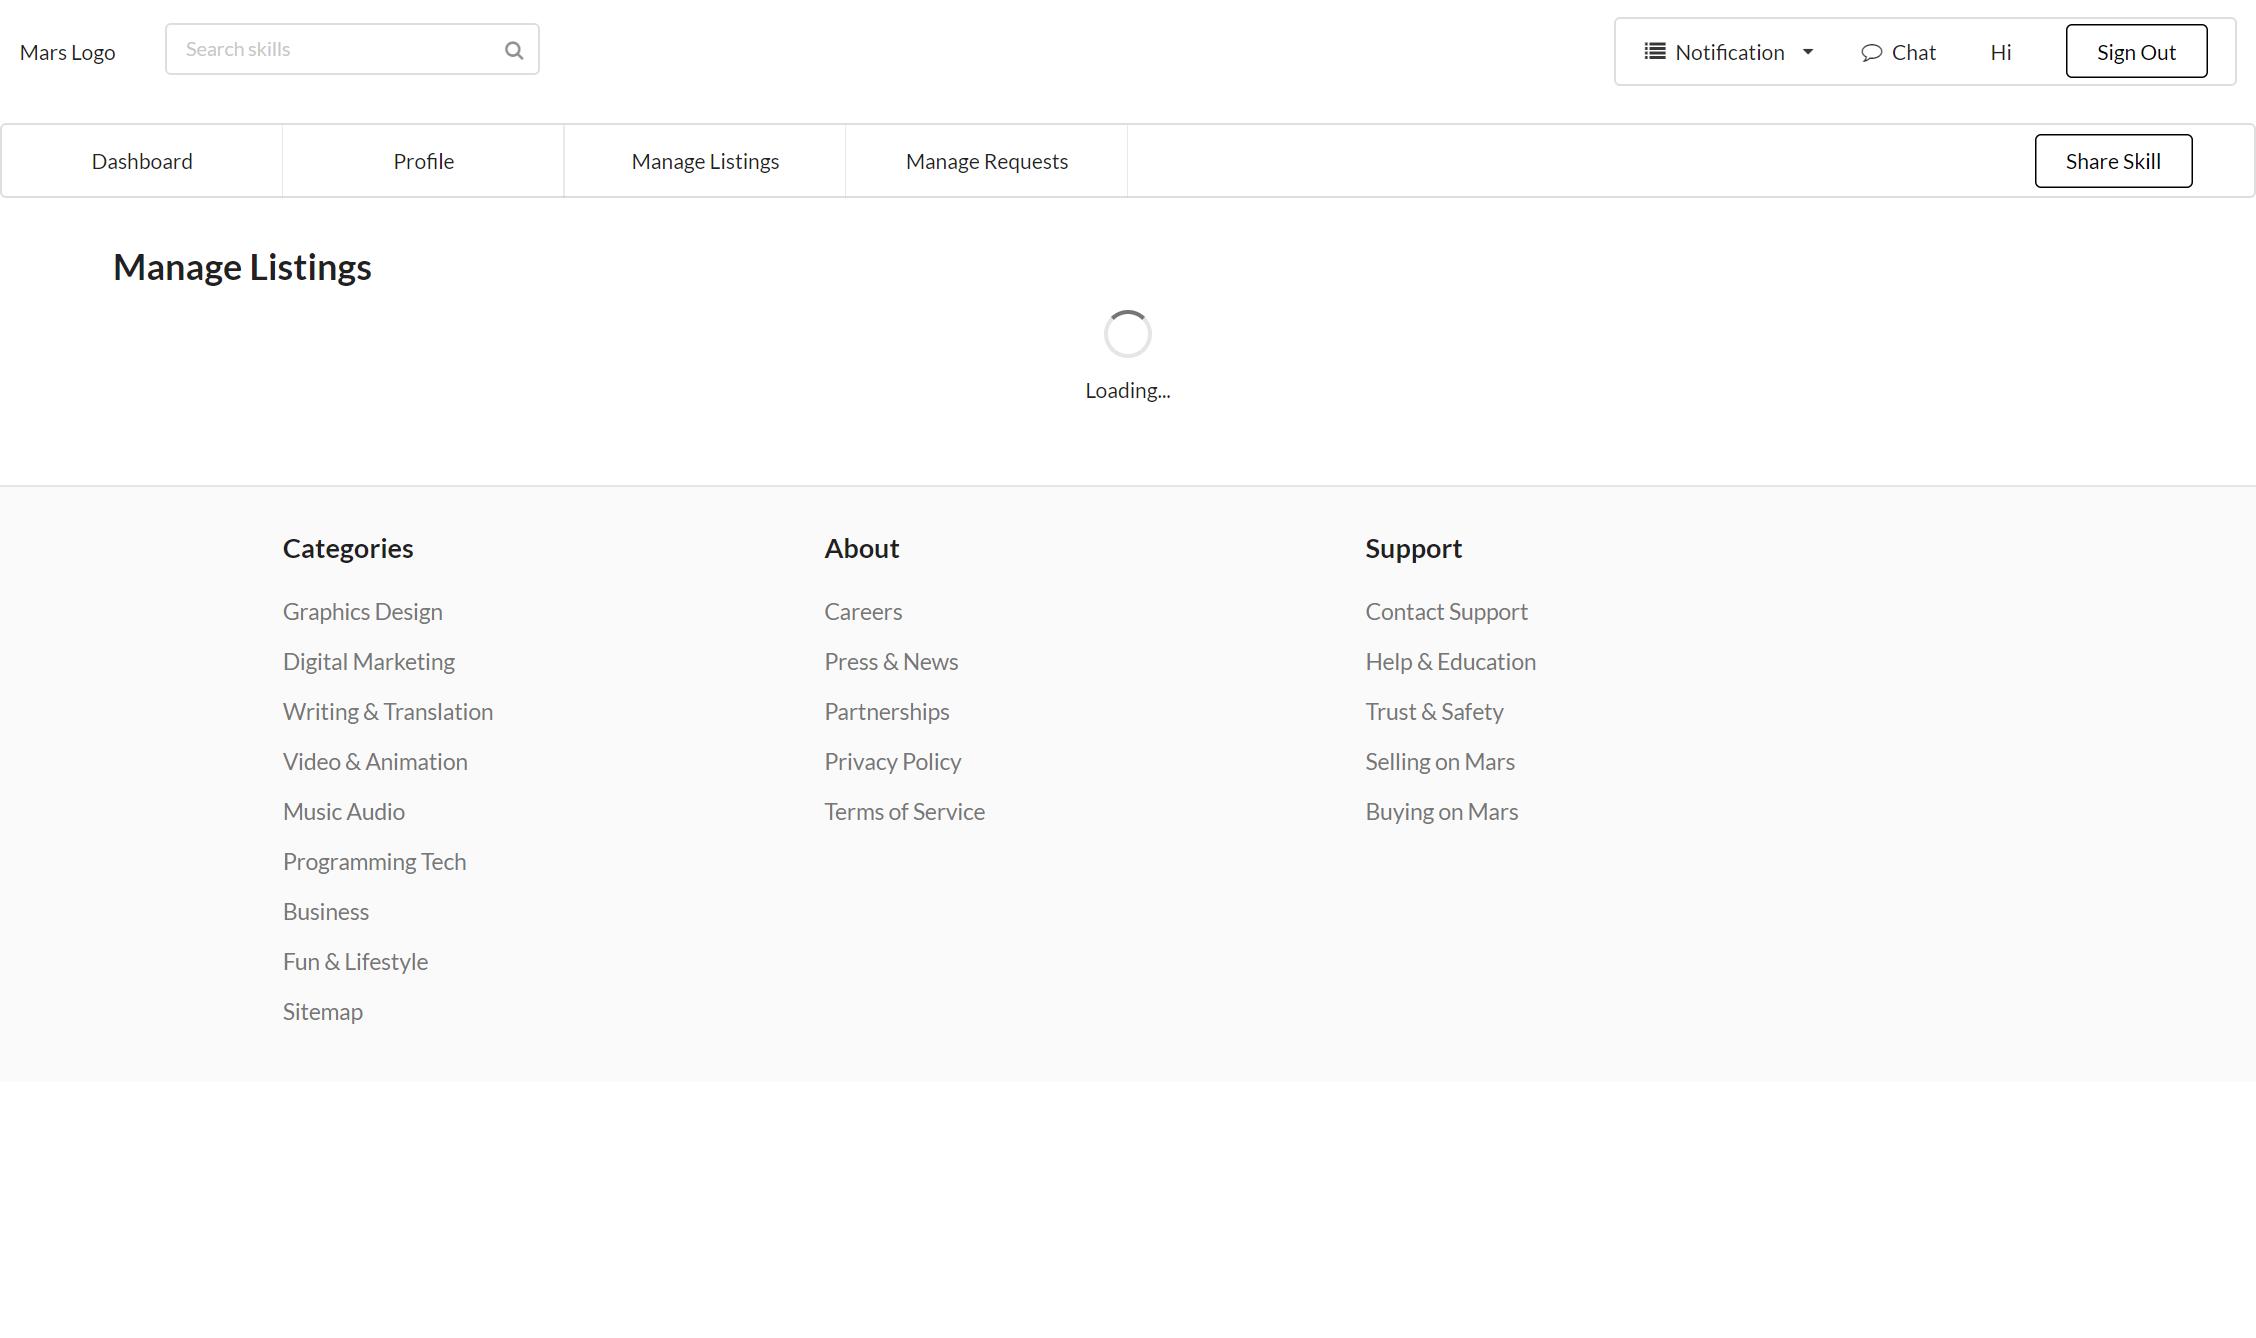 Mars Logo
Search skills
Notification
Chat
Hi
Sign Out
Dashboard
Profile
Manage Listings
Manage Requests
Share Skill
Manage Listings
Loading...
Categories
Graphics Design
Digital Marketing
Writing & Translation
Video & Animation
Music Audio
Programming Tech
Business
Fun & Lifestyle
Sitemap
About
Careers
Press & News
Partnerships
Privacy Policy
Terms of Service
Support
Contact Support
Help & Education
Trust & Safety
Selling on Mars
Buying on Mars